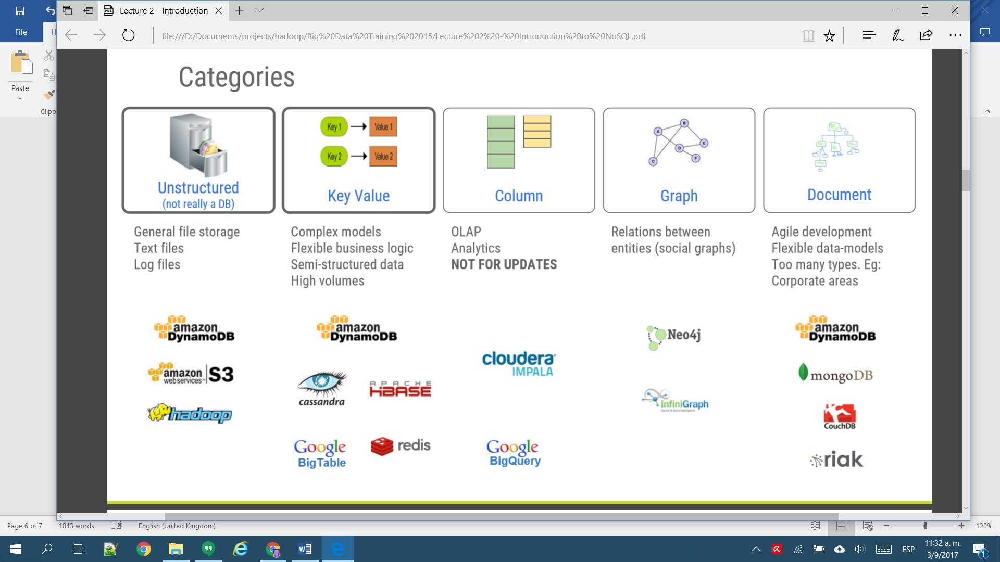 Lecture 2 - Introduction
File
H
file:///D:/Documents/projects/hadoop/Big%20Data%20Training%202015/Lecture%202%20-%20Introduction%20to%20NoSQL.pdf
Paste
Clipb
Categories
Key 1
Value 1
Key 2
Value 2
A
B
C
D
E
F
Unstructured
(not really a DB)
Key Value
Column
Graph
Document
General file storage
Text files
Log files
Complex models
Flexible business logic
Semi-structured data
High volumes
OLAP
Analytics
NOT FOR UPDATES
Relations between
entities (social graphs)
Agile development
Flexible data-models
Too many types. Eg:
Corporate areas
amazon
DynamoDB
amazon
webservices™ | S3
hadoop
amazon
DynamoDB
cassandra
APACHE
HBASE
Google
BigTable
redis
cloudera
IMPALA
Google
BigQuery
Neo4j
InfiniGraph
Source of Social Intelligence
amazon
DynamoDB
mongoDB
CouchDB
riak
Page 6 of 7
1043 words
English (United Kingdom)
120%
ESP
11:32 a. m.
3/9/2017
1